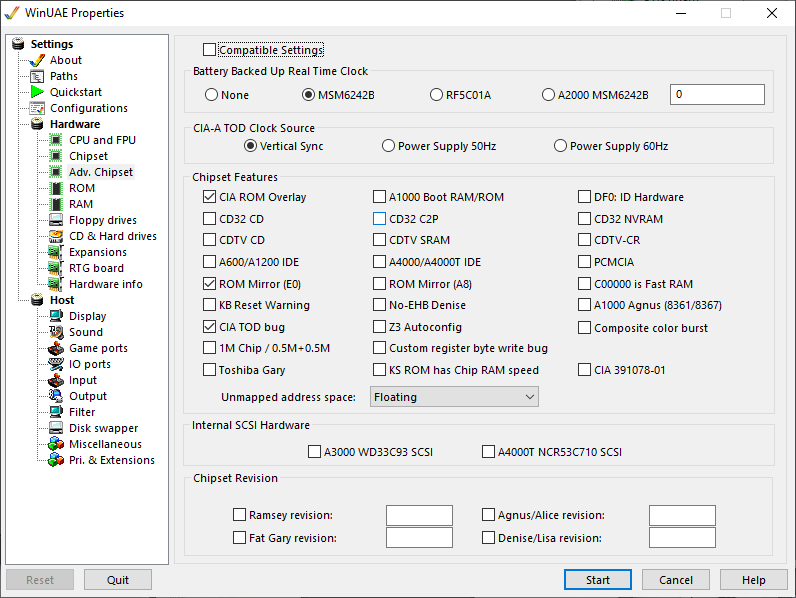 WinUAE Properties
Settings
About
Paths
Quickstart
Configurations
Hardware
CPU and FPU
Chipset
Adv. Chipset
ROM
RAM
Floppy drives
CD & Hard drives
Expansions
RTG board
Hardware info
Host
Display
Sound
Game ports
IO ports
Input
Output
Filter
Disk swapper
Miscellaneous
Pri. & Extensions
Compatible Settings
Battery Backed Up Real Time Clock
None MSM6242B RF5C01A A2000 MSM6242B 0
CIA-A TOD Clock Source
Vertical Sync Power Supply 50Hz Power Supply 60Hz
Chipset Features
CIA ROM Overlay A1000 Boot RAM/ROM DF0: ID Hardware
CD32 CD CD32 C2P CD32 NVRAM
CDTV CD CDTV SRAM CDTV-CR
A600/A1200 IDE A4000/A4000T IDE PCMCIA
ROM Mirror (E0) ROM Mirror (A8) C00000 is Fast RAM
KB Reset Warning No-EHB Denise A1000 Agnus (8361/8367)
CIA TOD bug Z3 Autoconfig Composite color burst
1M Chip / 0.5M+0.5M Custom register byte write bug
Toshiba Gary KS ROM has Chip RAM speed CIA 391078-01
Unmapped address space: Floating
Internal SCSI Hardware
A3000 WD33C93 SCSI A4000T NCR53C710 SCSI
Chipset Revision
Ramsey revision: Agnus/Alice revision:
Fat Gary revision: Denise/Lisa revision:
Reset Quit Start Cancel Help